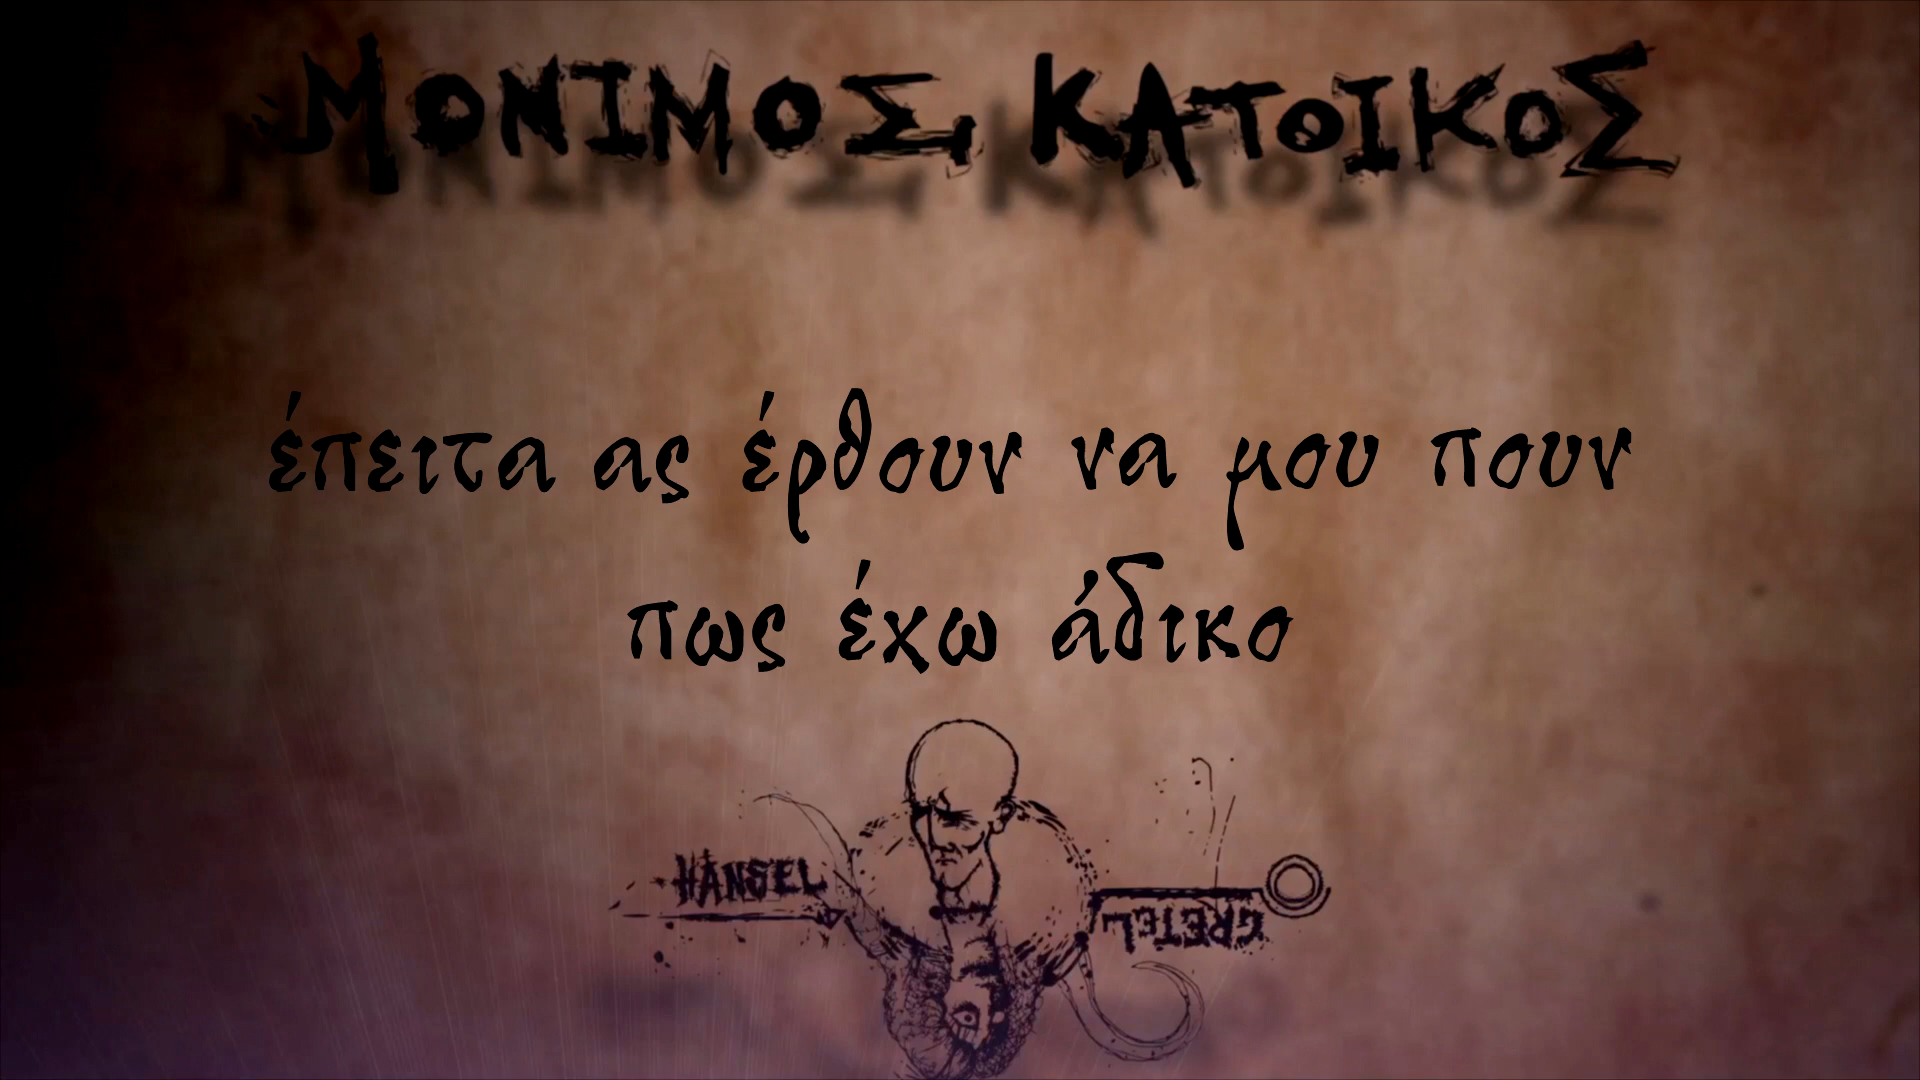 ΜΟΝΙΜΟΣ ΚΑΤΟΙΚΟΣ
έπειτα ας έρθουν να μου πουν
πως έχω άδικο
HANSEL
GRETEL